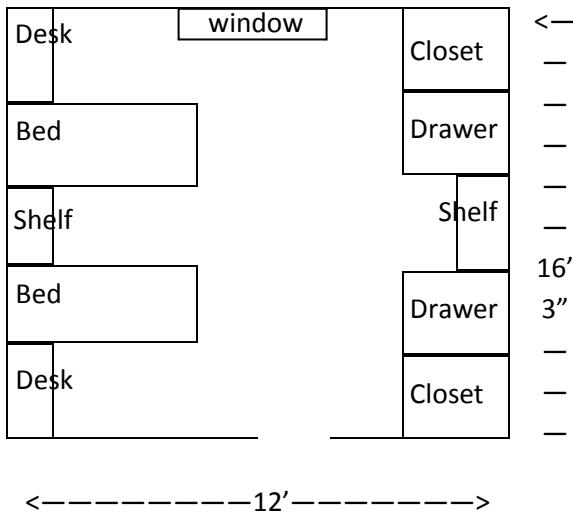 Desk
window
Closet
Bed
Drawer
Shelf
Shelf
Bed
Drawer
Desk
Closet
<—
—
—
—
—
—
16’
3”
—
—
—
<—————————12’———————>